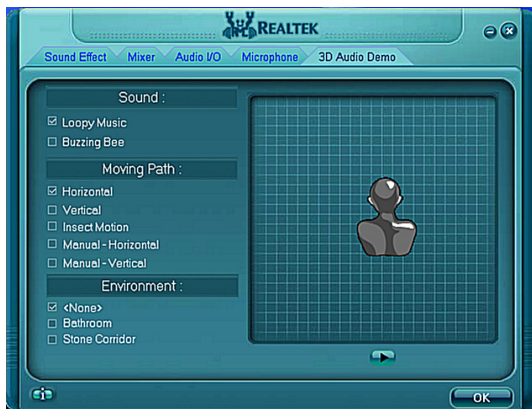 REALTEK
Sound Effect Mixer Audio I/O Microphone 3D Audio Demo
Sound :
Loopy Music
Buzzing Bee
Moving Path :
Horizontal
Vertical
Insect Motion
Manual - Horizontal
Manual - Vertical
Environment :
<None>
Bathroom
Stone Corridor
OK